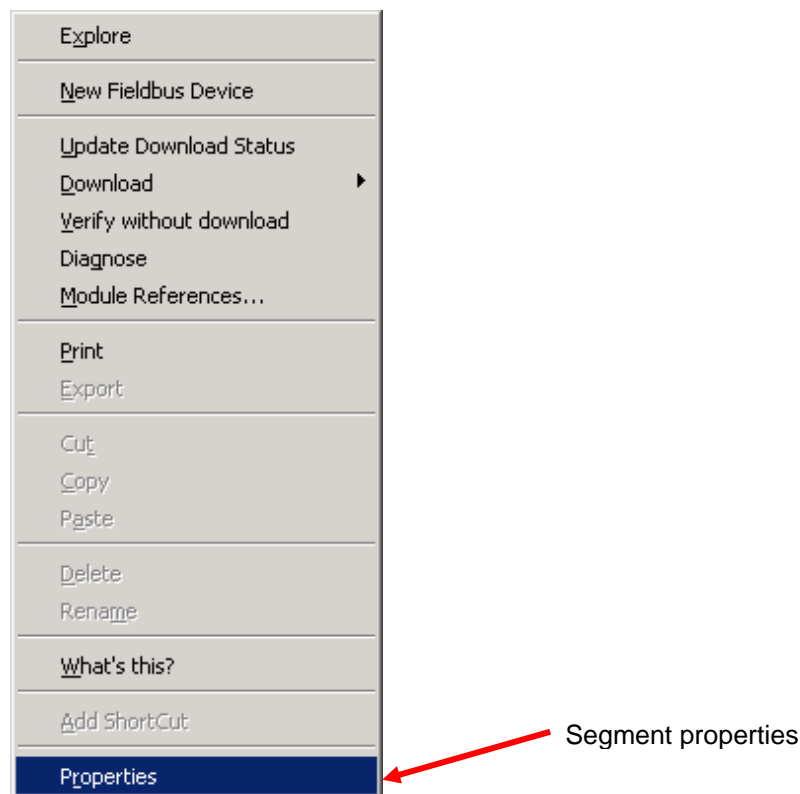 Explore
New Fieldbus Device
Update Download Status
Download
Verify without download
Diagnose
Module References...
Print
Export
Cut
Copy
Paste
Delete
Rename
What's this?
Add ShortCut
Properties
Segment properties